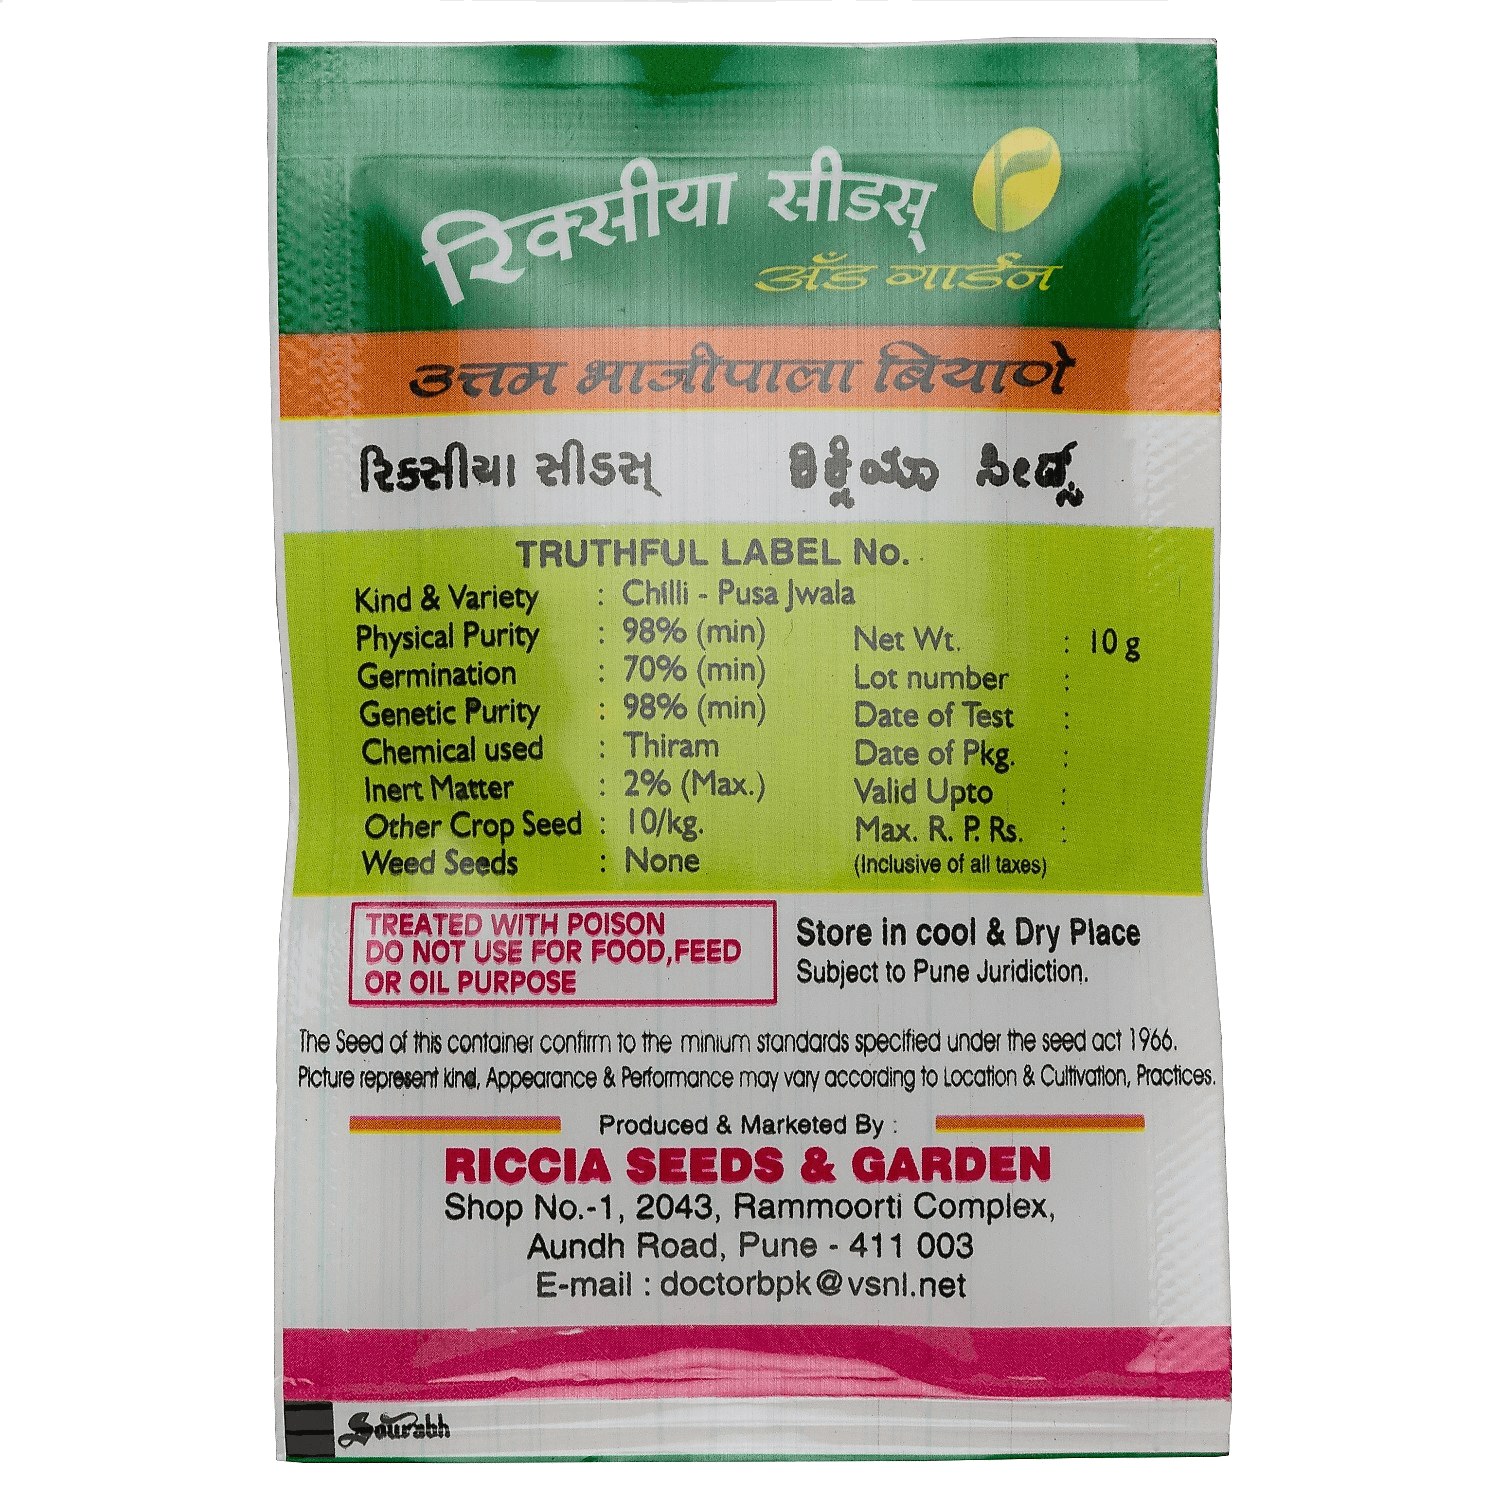 रिक्सीया सीडस्
अँड गार्डन
उत्तम भाजीपाला बियाणे
રિક્સીયા સીડસ્ ರಿಕ್ಸಿಯಾ ಸೀಡ್ಸ
TRUTHFUL LABEL No. .
Kind & Variety : Chilli - Pusa Jwala
Physical Purity : 98% (min)
Germination : 70% (min)
Genetic Purity : 98% (min)
Chemical used : Thiram
Inert Matter : 2% (Max.)
Other Crop Seed : 10/kg.
Weed Seeds : None
Net Wt. : 10 g
Lot number :
Date of Test :
Date of Pkg. :
Valid Upto :
Max. R. P. Rs. :
(Inclusive of all taxes)
TREATED WITH POISON
DO NOT USE FOR FOOD,FEED
OR OIL PURPOSE
Store in cool & Dry Place
Subject to Pune Juridiction.
The Seed of this container confirm to the minium standards specified under the seed act 1966.
Picture represent kind, Appearance & Performance may vary according to Location & Cultivation, Practices.
Produced & Marketed By :
RICCIA SEEDS & GARDEN
Shop No.-1, 2043, Rammoorti Complex,
Aundh Road, Pune - 411 003
E-mail : doctorbpk@vsnl.net
Saurabh